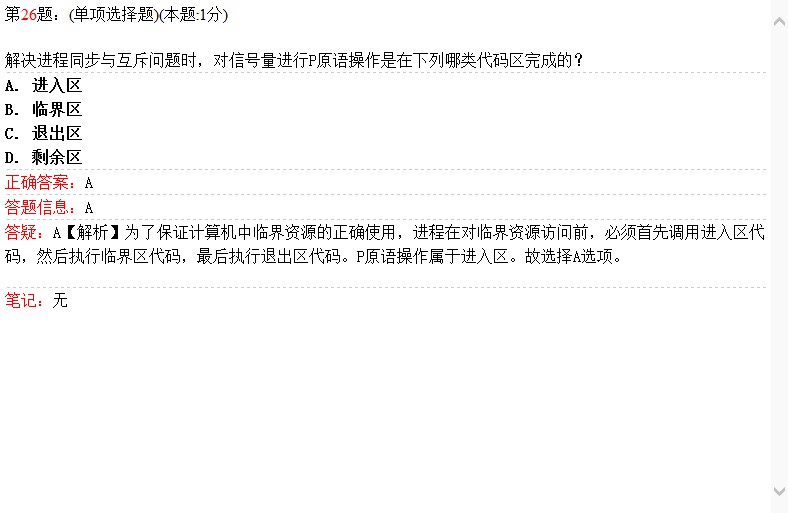 第26题：(单项选择题)(本题:1分)
解决进程同步与互斥问题时，对信号量进行P原语操作是在下列哪类代码区完成的？
A. 进入区
B. 临界区
C. 退出区
D. 剩余区
正确答案：A
答题信息：A
答疑：A【解析】为了保证计算机中临界资源的正确使用，进程在对临界资源访问前，必须首先调用进入区代
码，然后执行临界区代码，最后执行退出区代码。P原语操作属于进入区。故选择A选项。
笔记：无